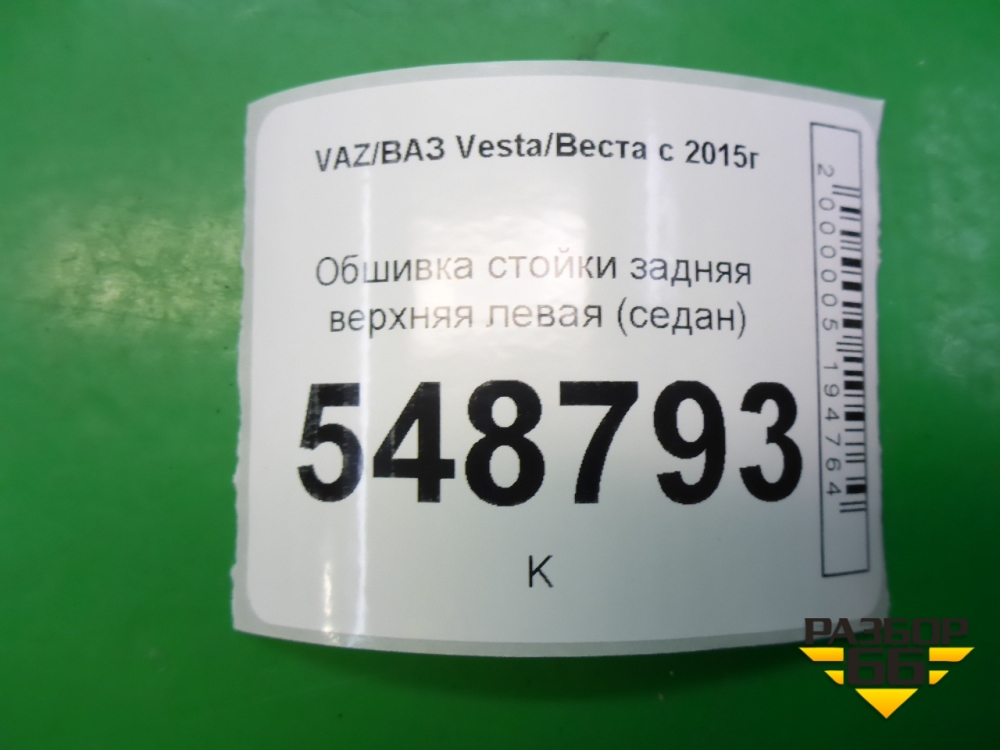 VAZ/ВАЗ Vesta/Веста с 2015г
Обшивка стойки задняя
верхняя левая (седан)
548793
К
2000005194764
РАЗБОР
66